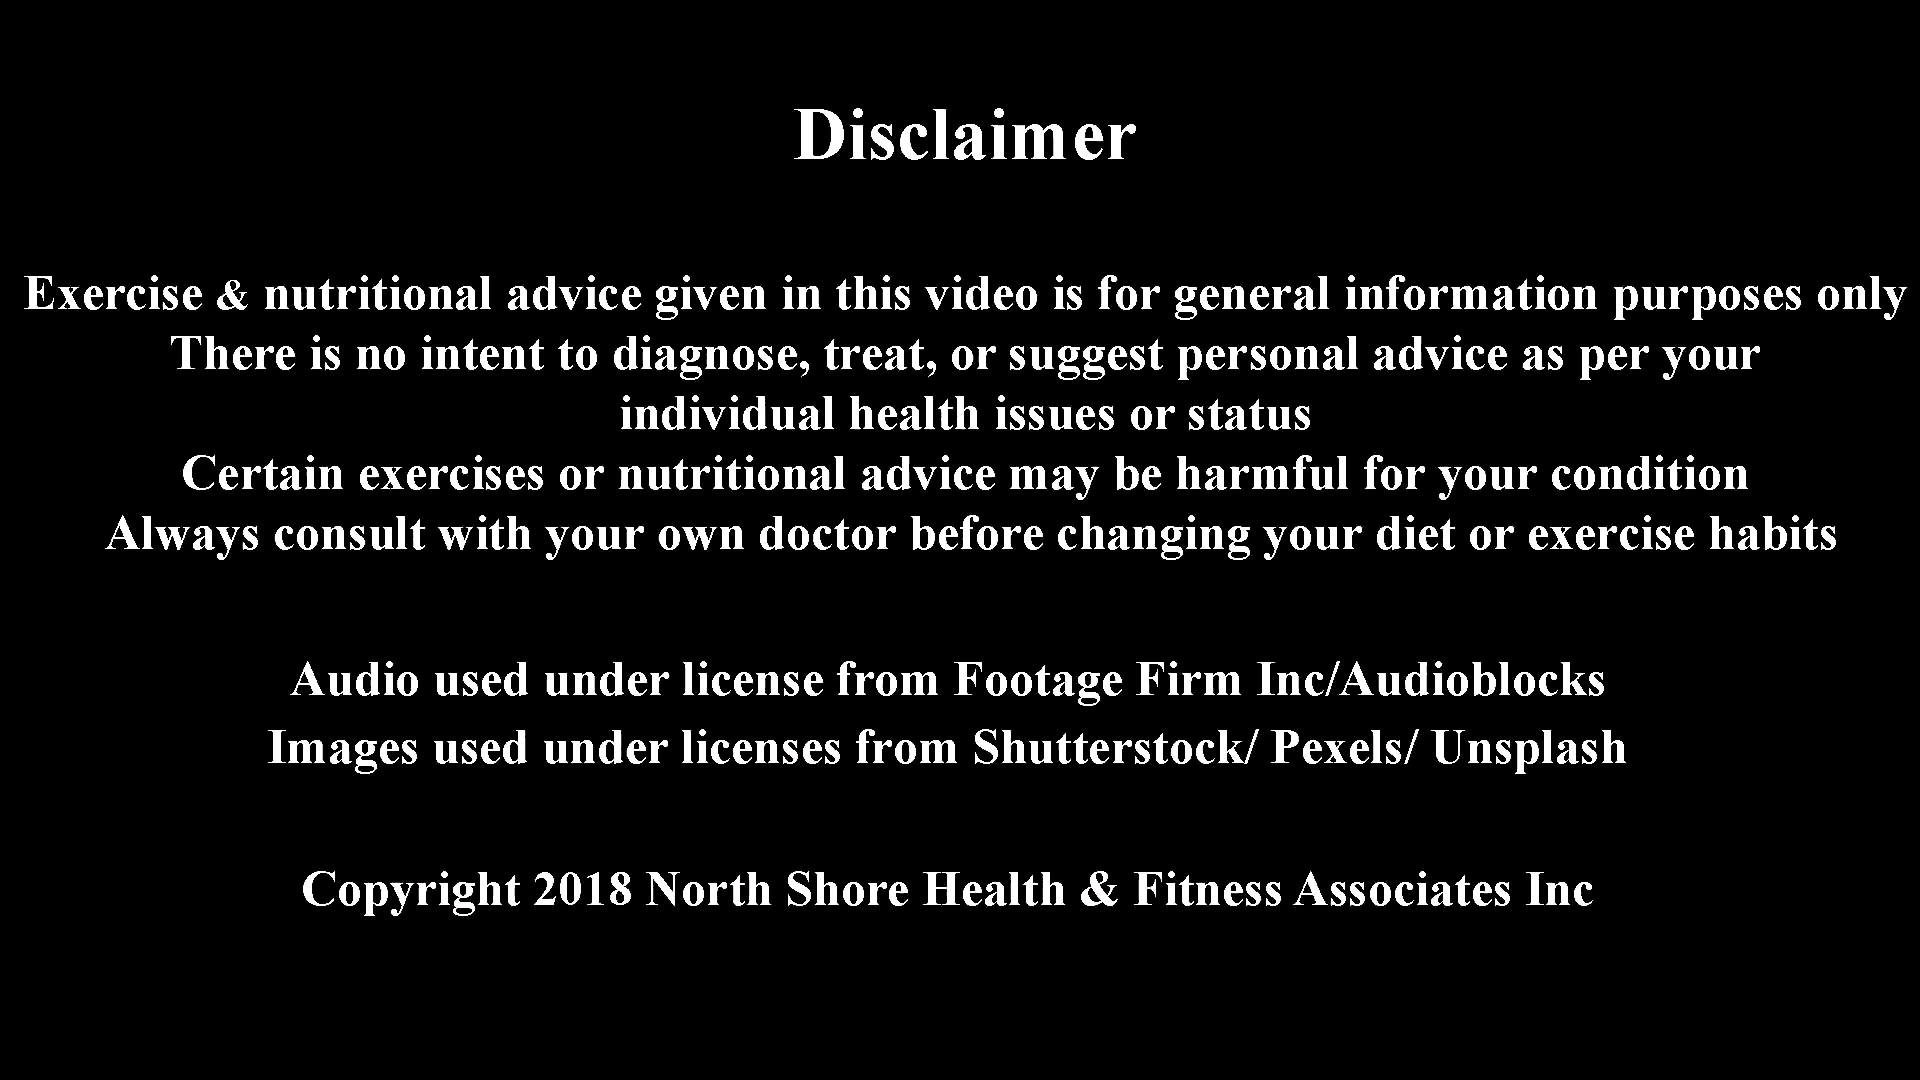 Disclaimer
Exercise & nutritional advice given in this video is for general information purposes only
There is no intent to diagnose, treat, or suggest personal advice as per your
individual health issues or status
Certain exercises or nutritional advice may be harmful for your condition
Always consult with your own doctor before changing your diet or exercise habits
Audio used under license from Footage Firm Inc/Audioblocks
Images used under licenses from Shutterstock/ Pexels/ Unsplash
Copyright 2018 North Shore Health & Fitness Associates Inc